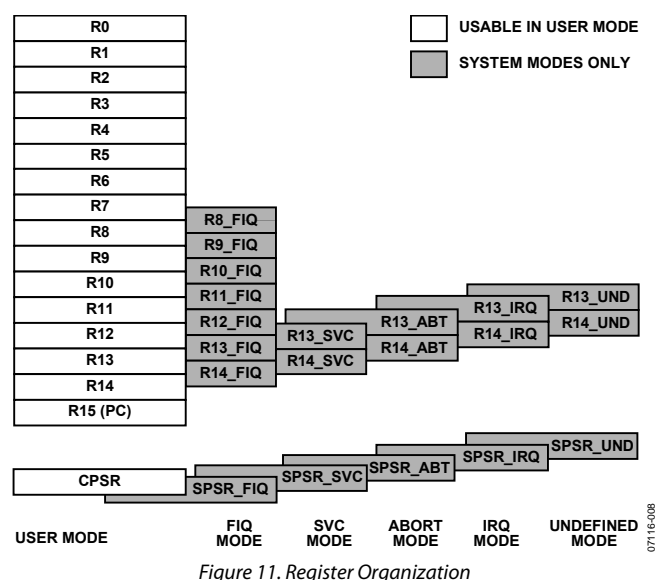 R0
R1
R2
R3
R4
R5
R6
R7
R8
R9
R10
R11
R12
R13
R14
R15 (PC)
CPSR
USABLE IN USER MODE
SYSTEM MODES ONLY
R8_FIQ
R9_FIQ
R10_FIQ
R11_FIQ
R12_FIQ
R13_FIQ
R14_FIQ
R13_SVC
R14_SVC
R13_ABT
R14_ABT
R13_IRQ
R14_IRQ
R13_UND
R14_UND
SPSR_FIQ
SPSR_SVC
SPSR_ABT
SPSR_IRQ
SPSR_UND
USER MODE
FIQ
MODE
SVC
MODE
ABORT
MODE
IRQ
MODE
UNDEFINED
MODE
07116-008
Figure 11. Register Organization